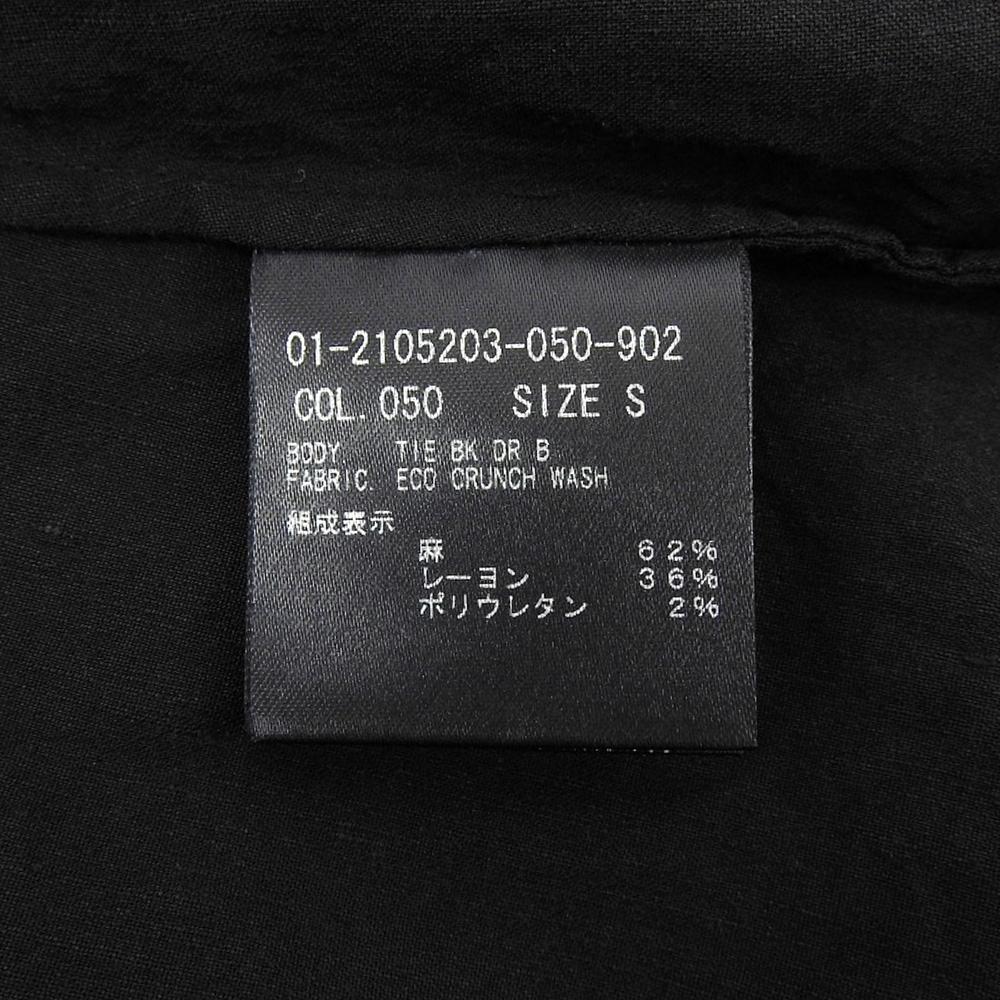 01-2105203-050-902
COL. 050 SIZE S
BODY TIE BK DR B
FABRIC. ECO CRUNCH WASH
組成表示
麻 62%
レーヨン 36%
ポリウレタン 2%